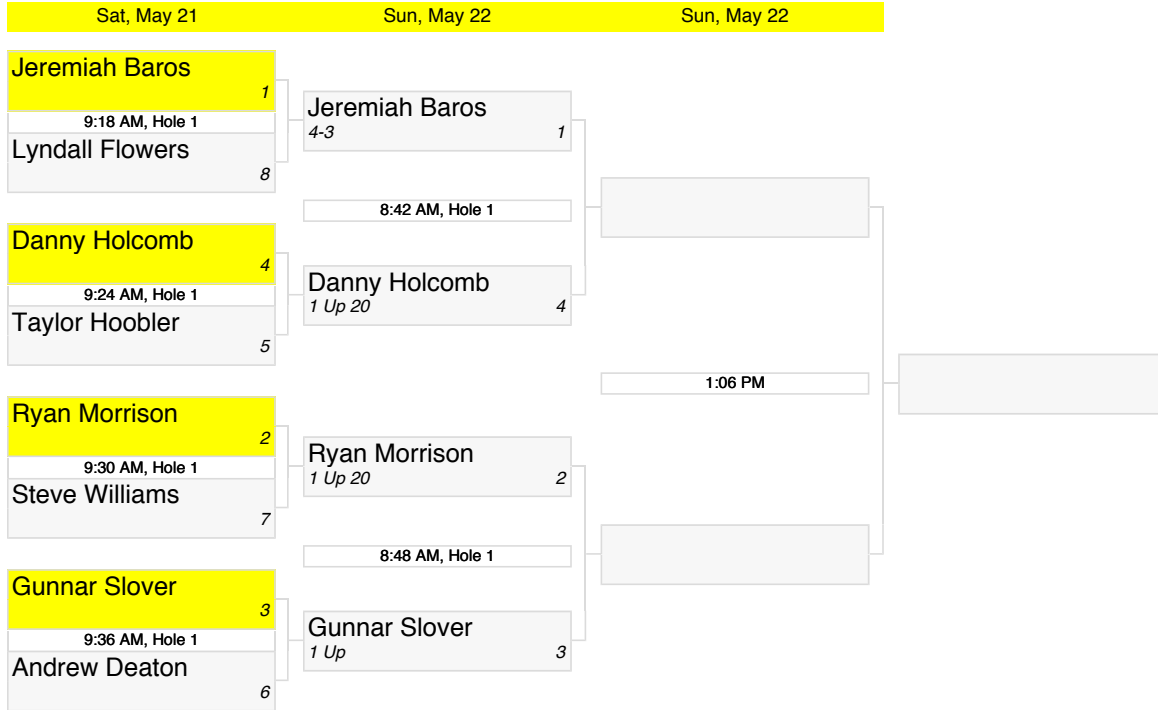 Sat, May 21
Sun, May 22
Sun, May 22
Jeremiah Baros
1
9:18 AM, Hole 1
Lyndall Flowers
8
Danny Holcomb
4
9:24 AM, Hole 1
Taylor Hoobler
5
Ryan Morrison
2
9:30 AM, Hole 1
Steve Williams
7
Gunnar Slover
3
9:36 AM, Hole 1
Andrew Deaton
6
Jeremiah Baros
4-3 1
8:42 AM, Hole 1
Danny Holcomb
1 Up 20 4
Ryan Morrison
1 Up 20 2
8:48 AM, Hole 1
Gunnar Slover
1 Up 3
1:06 PM